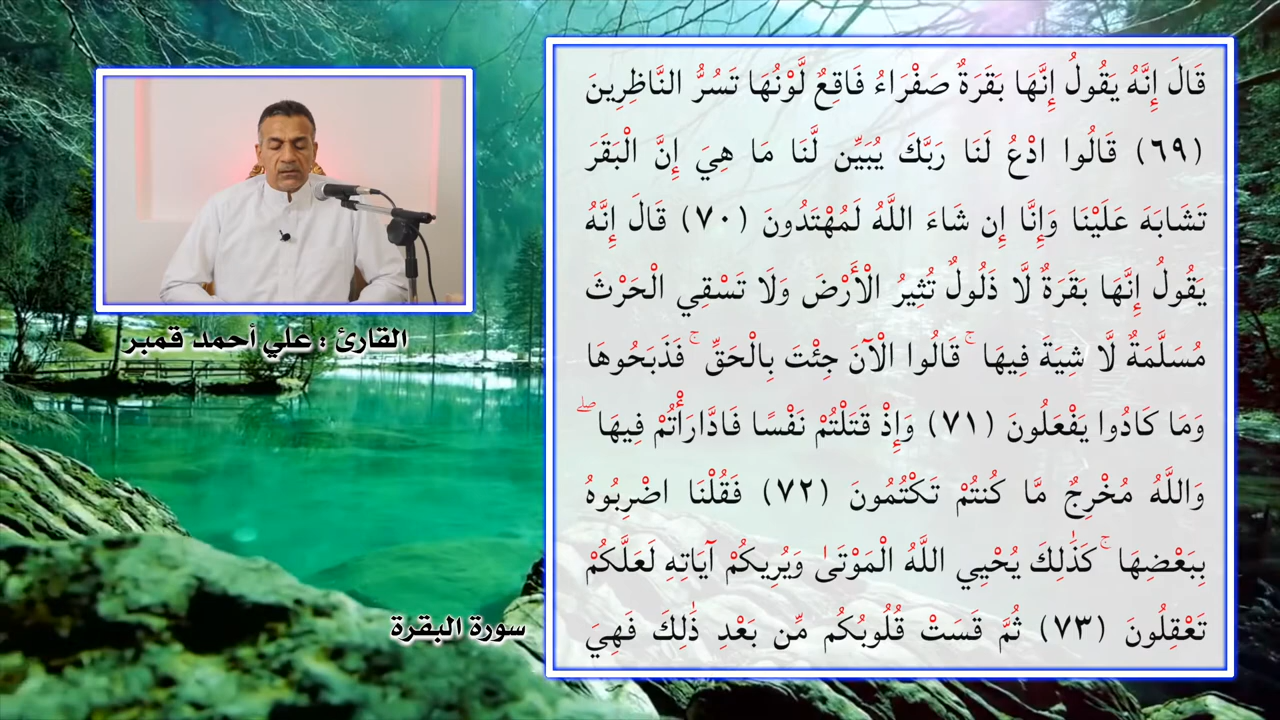 قَالَ إِنَّهُ يَقُولُ إِنَّهَا بَقَرَةٌ صَفْرَاءُ فَاقِعٌ لَّوْنُهَا تَسُرُّ النَّاظِرِينَ
(٦٩) قَالُوا ادْعُ لَنَا رَبَّكَ يُبَيِّن لَّنَا مَا هِيَ إِنَّ الْبَقَرَ
تَشَابَهَ عَلَيْنَا وَإِنَّا إِن شَاءَ اللَّهُ لَمُهْتَدُونَ (٧٠) قَالَ إِنَّهُ
يَقُولُ إِنَّهَا بَقَرَةٌ لَّا ذَلُولٌ تُثِيرُ الْأَرْضَ وَلَا تَسْقِي الْحَرْثَ
مُسَلَّمَةٌ لَّا شِيَةَ فِيهَا ۚ قَالُوا الْآنَ جِئْتَ بِالْحَقِّ ۚ فَذَبَحُوهَا
وَمَا كَادُوا يَفْعَلُونَ (٧١) وَإِذْ قَتَلْتُمْ نَفْسًا فَادَّارَأْتُمْ فِيهَا ۖ
وَاللَّهُ مُخْرِجٌ مَّا كُنتُمْ تَكْتُمُونَ (٧٢) فَقُلْنَا اضْرِبُوهُ
بِبَعْضِهَا ۚ كَذَٰلِكَ يُحْيِي اللَّهُ الْمَوْتَىٰ وَيُرِيكُمْ آيَاتِهِ لَعَلَّكُمْ
تَعْقِلُونَ (٧٣) ثُمَّ قَسَتْ قُلُوبُكُم مِّن بَعْدِ ذَٰلِكَ فَهِيَ
القارئ : علي أحمد قمبر
سورة البقرة